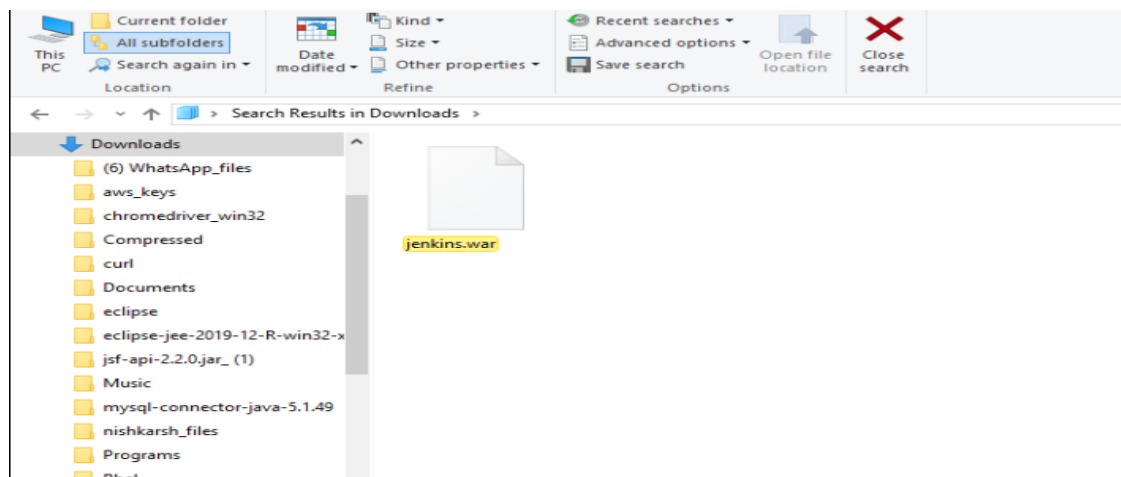 Current folder
All subfolders
Search again in
This PC
Location
Date modified
Kind
Size
Other properties
Refine
Recent searches
Advanced options
Save search
Open file location
Options
Close search
Search Results in Downloads
Downloads
(6) WhatsApp_files
aws_keys
chromedriver_win32
Compressed
curl
Documents
eclipse
eclipse-jee-2019-12-R-win32-x
jsf-api-2.2.0.jar_ (1)
Music
mysql-connector-java-5.1.49
nishkarsh_files
Programs
jenkins.war